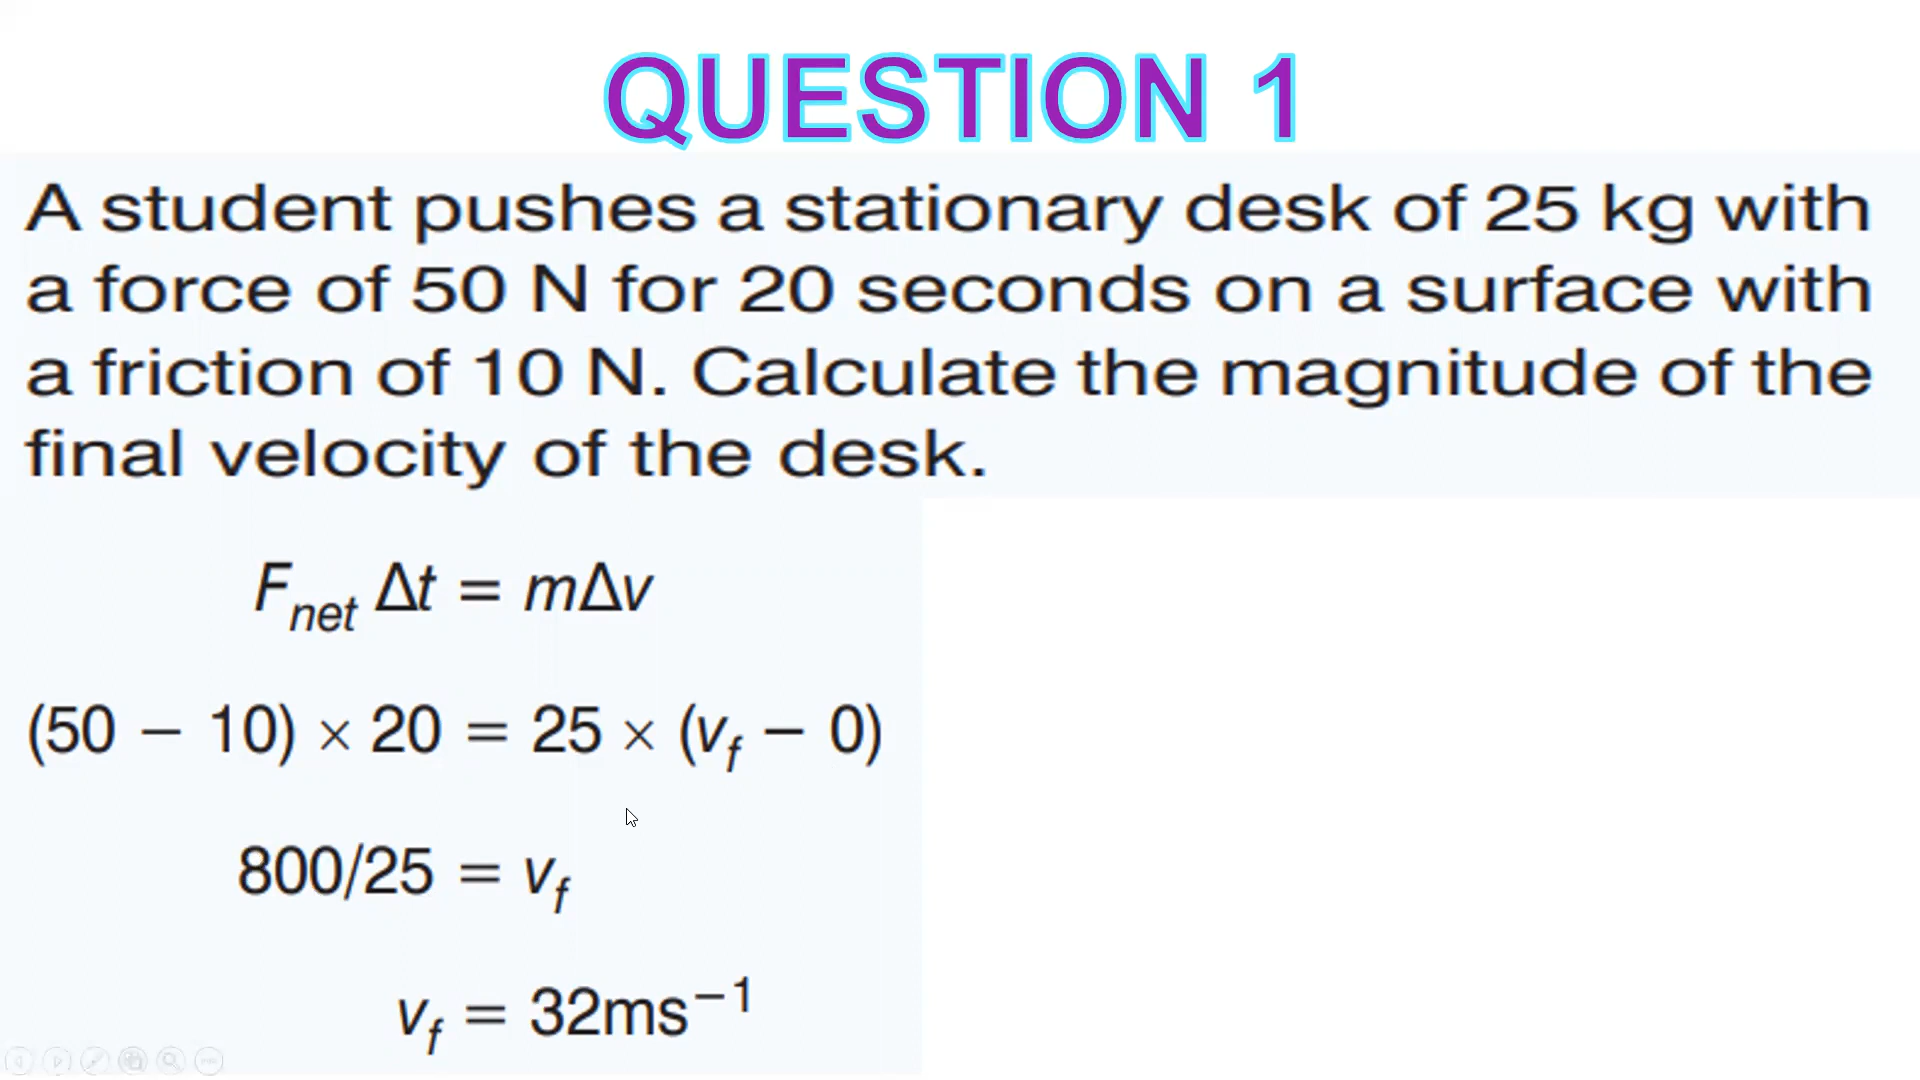 QUESTION 1
A student pushes a stationary desk of 25 kg with
a force of 50 N for 20 seconds on a surface with
a friction of 10 N. Calculate the magnitude of the
final velocity of the desk.
F_net Δt = mΔv
(50 − 10) × 20 = 25 × (v_f − 0)
800/25 = v_f
v_f = 32ms⁻¹